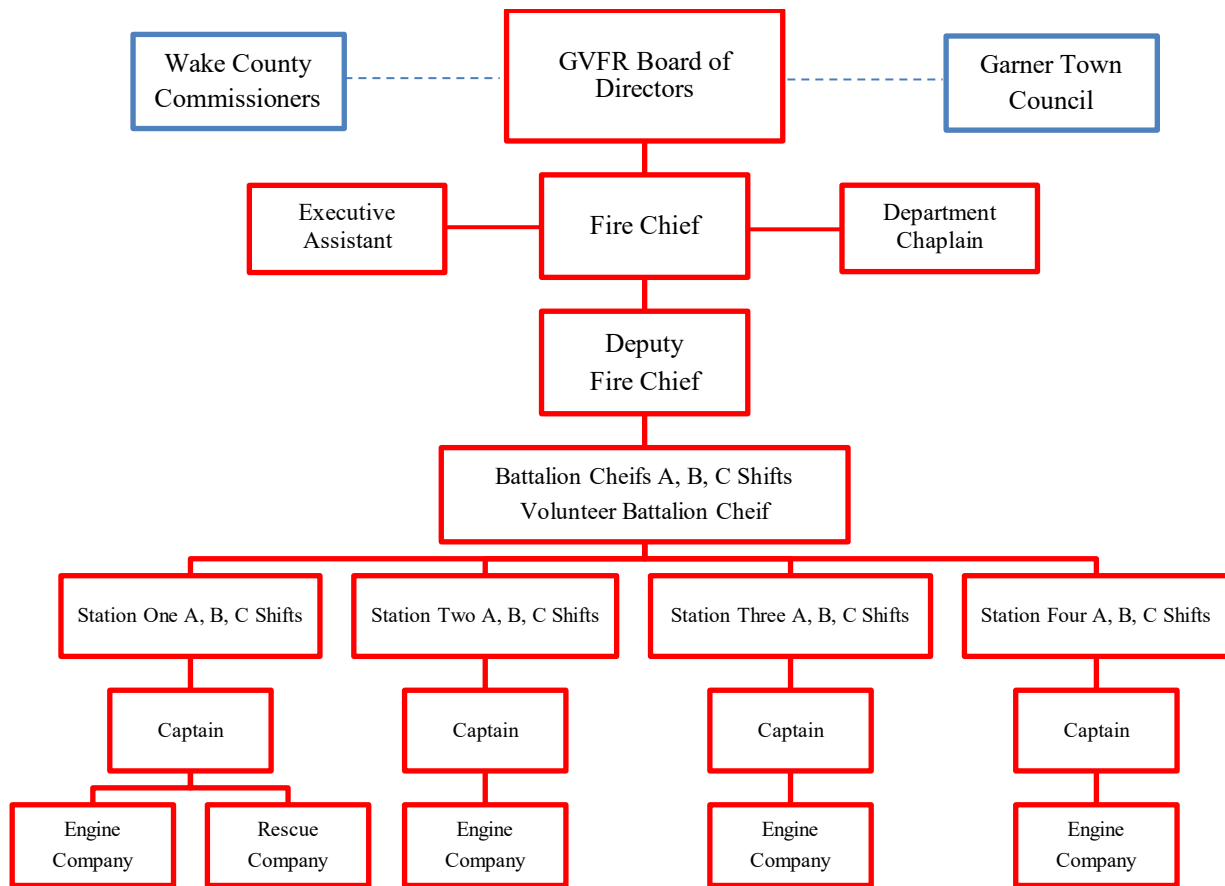 Wake County
Commissioners
GVFR Board of
Directors
Garner Town
Council
Executive
Assistant
Fire Chief
Department
Chaplain
Deputy
Fire Chief
Battalion Cheifs A, B, C Shifts
Volunteer Battalion Cheif
Station One A, B, C Shifts
Station Two A, B, C Shifts
Station Three A, B, C Shifts
Station Four A, B, C Shifts
Captain
Captain
Captain
Captain
Engine
Company
Rescue
Company
Engine
Company
Engine
Company
Engine
Company